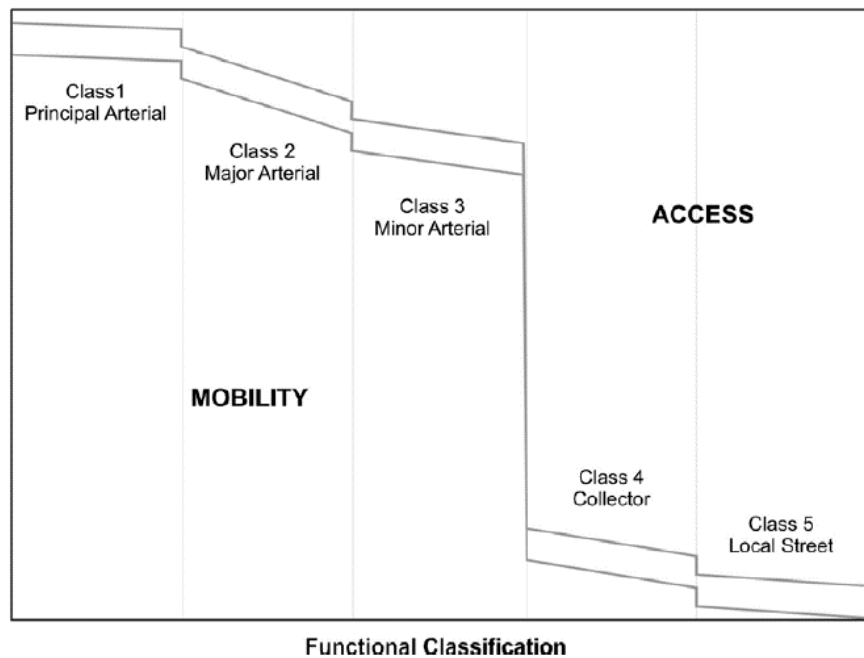 Class1
Principal Arterial
Class 2
Major Arterial
Class 3
Minor Arterial
ACCESS
MOBILITY
Class 4
Collector
Class 5
Local Street
Functional Classification